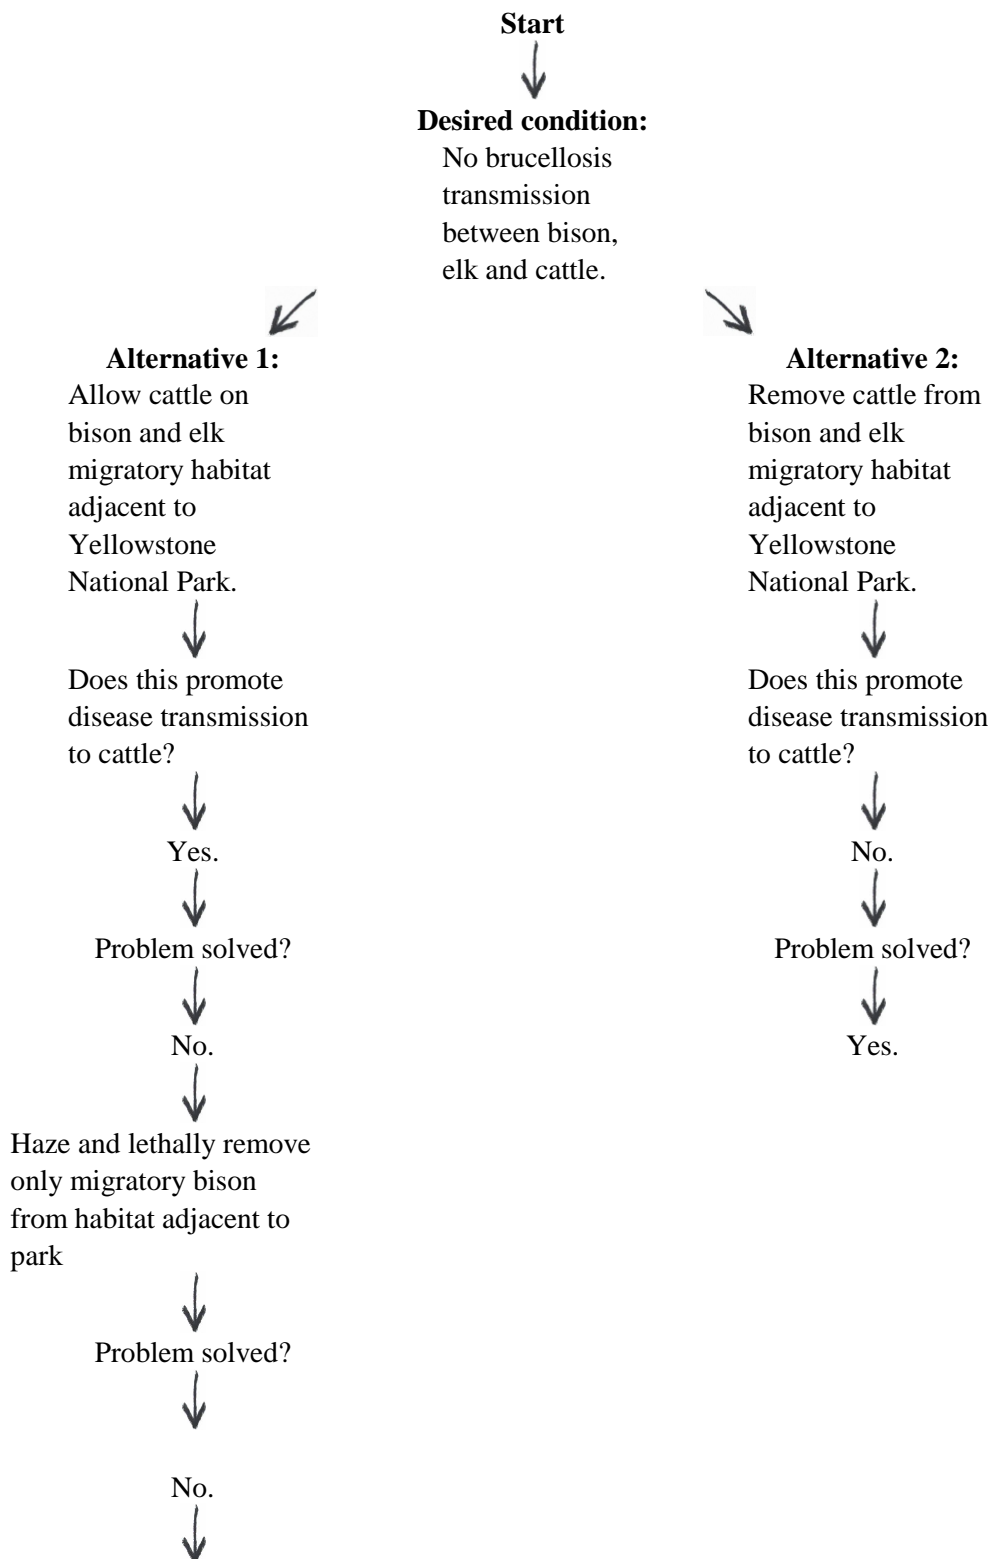 Start
Desired condition:
No brucellosis
transmission
between bison,
elk and cattle.
Alternative 1:
Allow cattle on
bison and elk
migratory habitat
adjacent to
Yellowstone
National Park.
Does this promote
disease transmission
to cattle?
Yes.
Problem solved?
No.
Haze and lethally remove
only migratory bison
from habitat adjacent to
park
Problem solved?
No.
Alternative 2:
Remove cattle from
bison and elk
migratory habitat
adjacent to
Yellowstone
National Park.
Does this promote
disease transmission
to cattle?
No.
Problem solved?
Yes.